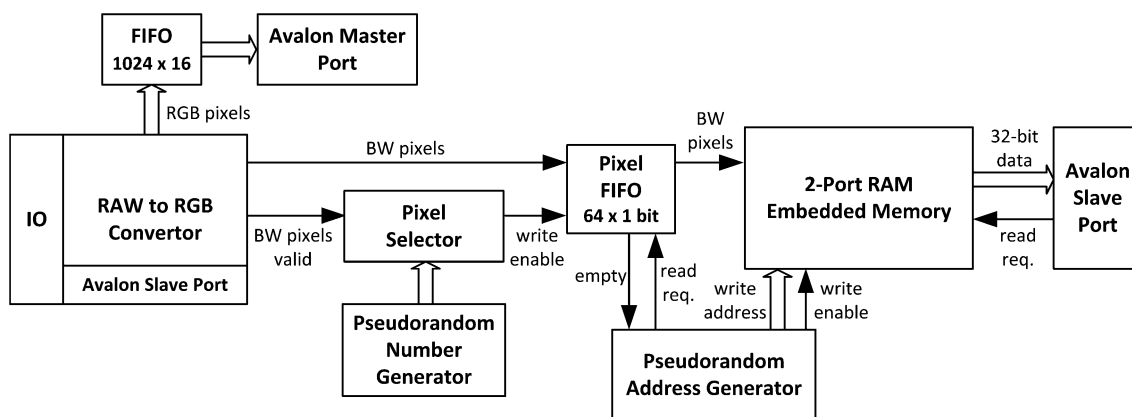 FIFO
1024 x 16
Avalon Master
Port
RGB pixels
IO
RAW to RGB
Convertor
Avalon Slave Port
BW pixels
BW pixels
valid
Pixel
Selector
write
enable
Pseudorandom
Number
Generator
Pixel
FIFO
64 x 1 bit
empty
read
req.
BW
pixels
2-Port RAM
Embedded Memory
write
address
write
enable
Pseudorandom
Address Generator
32-bit
data
read
req.
Avalon
Slave
Port